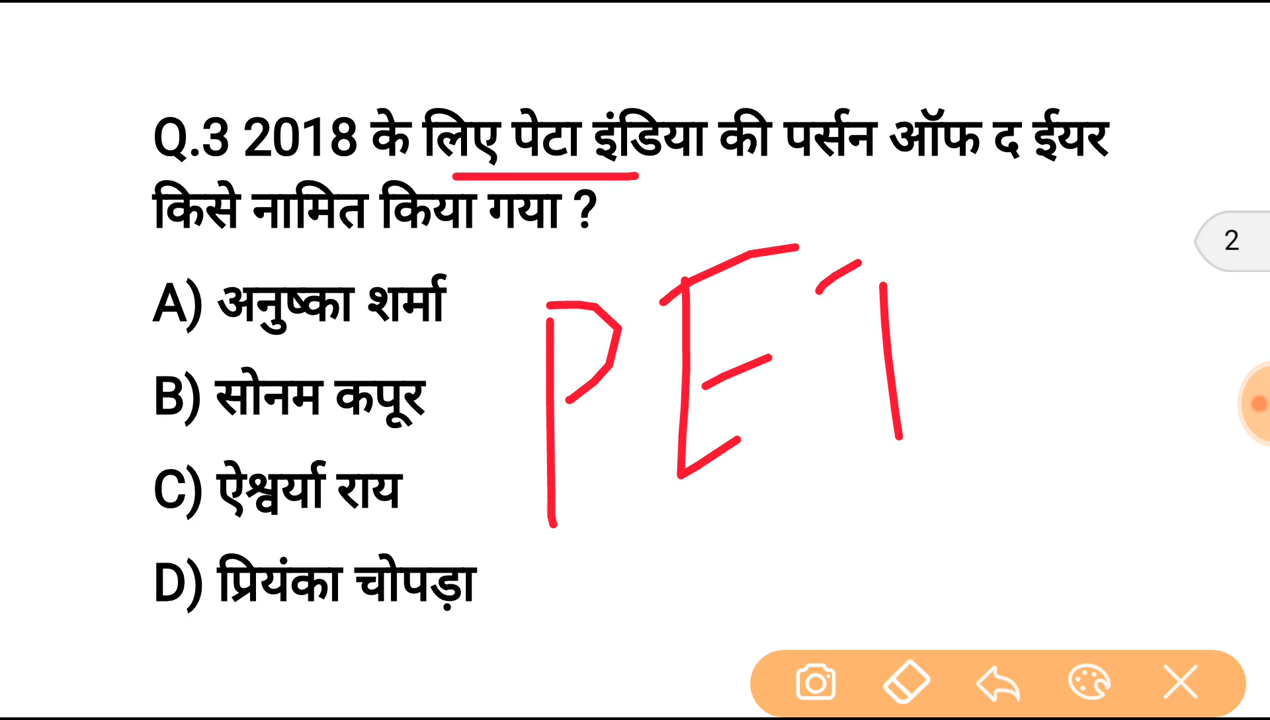 Q.3 2018 के लिए पेटा इंडिया की पर्सन ऑफ द ईयर
किसे नामित किया गया ?
A) अनुष्का शर्मा
B) सोनम कपूर
C) ऐश्वर्या राय
D) प्रियंका चोपड़ा
PET
2